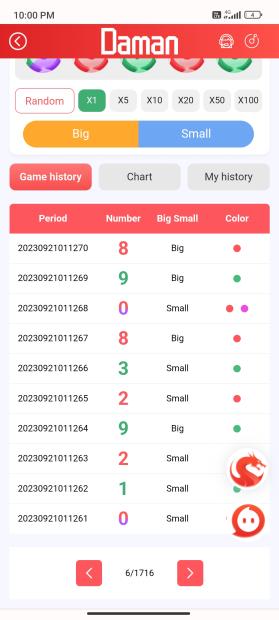 10:00 PM
4G
4
Daman
Random X1 X5 X10 X20 X50 X100
Big Small
Game history Chart My history
Period Number Big Small Color
20230921011270 8 Big
20230921011269 9 Big
20230921011268 0 Small
20230921011267 8 Big
20230921011266 3 Small
20230921011265 2 Small
20230921011264 9 Big
20230921011263 2 Small
20230921011262 1 Small
20230921011261 0 Small
6/1716